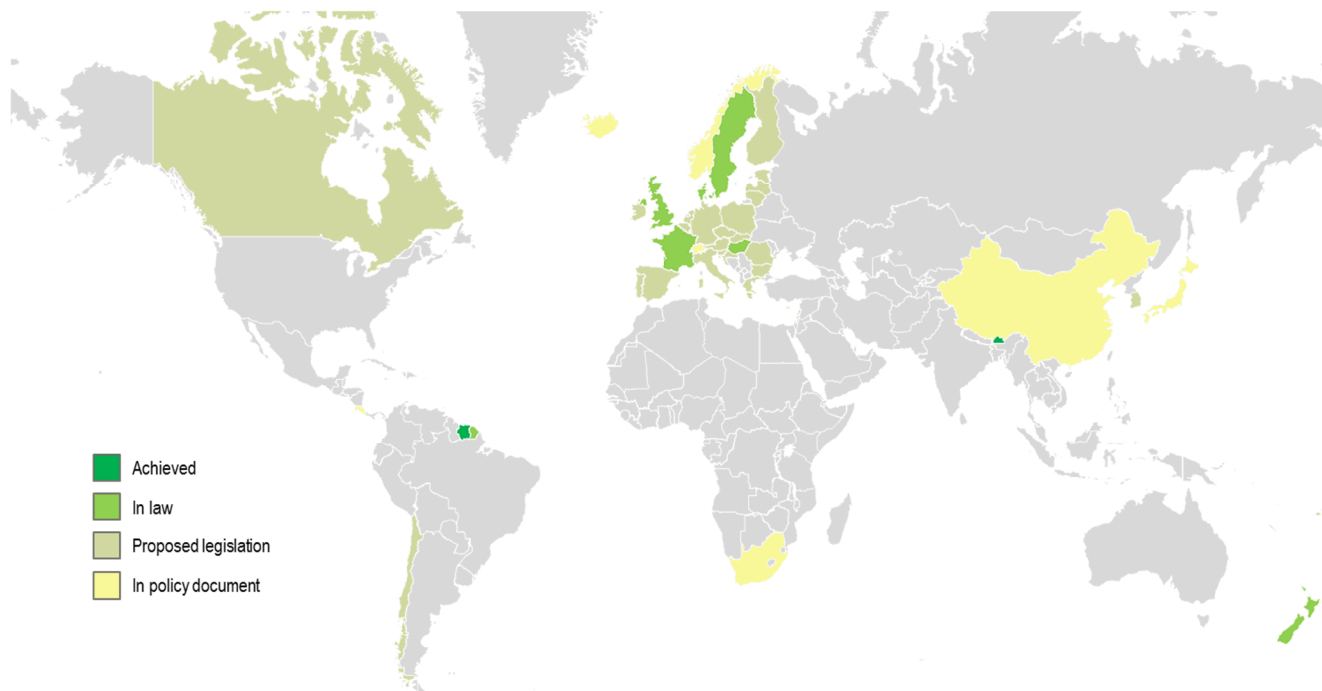 Achieved
In law
Proposed legislation
In policy document